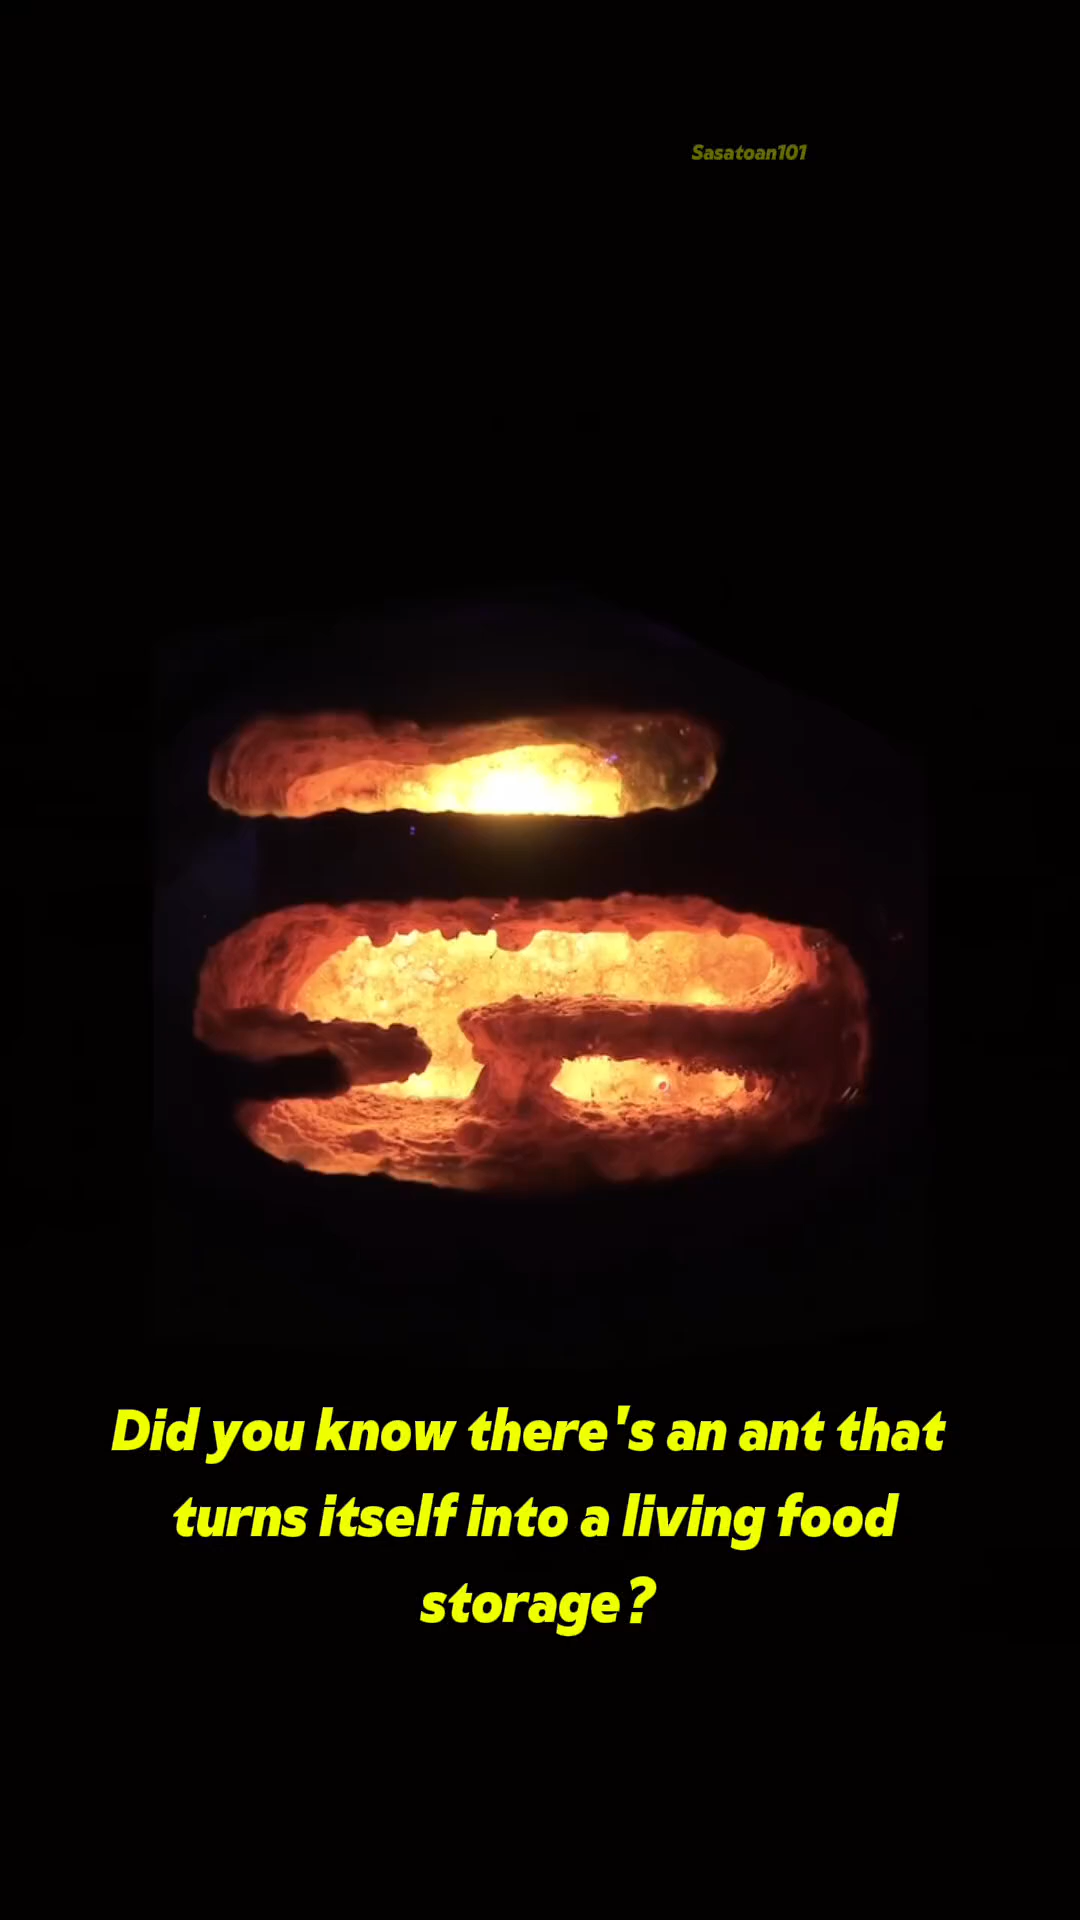 Sasatoan101
Did you know there's an ant that
turns itself into a living food
storage?